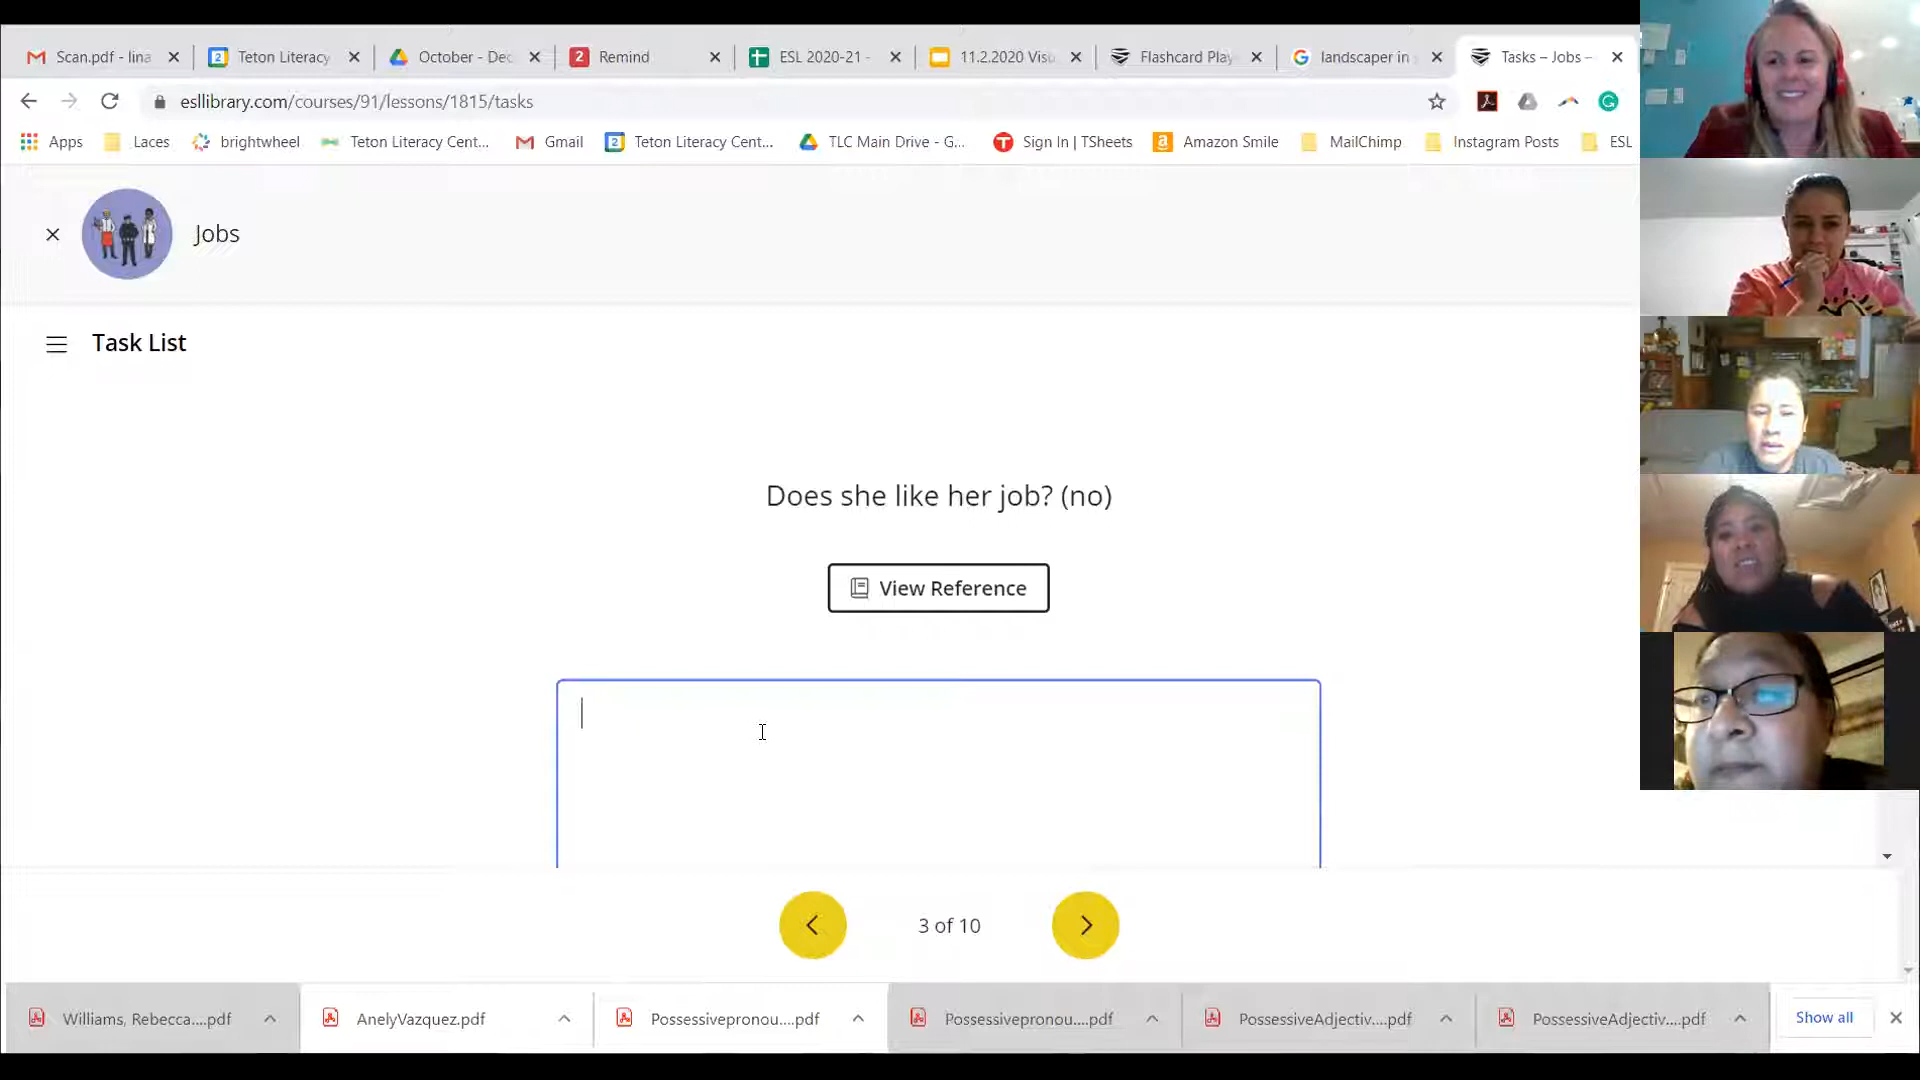 Scan.pdf - lina
Teton Literacy
October - Dec
2 Remind
ESL 2020-21 -
11.2.2020 Visu
Flashcard Play
landscaper in
Tasks – Jobs –
esllibrary.com/courses/91/lessons/1815/tasks
Apps
Laces
brightwheel
Teton Literacy Cent...
Gmail
2 Teton Literacy Cent...
TLC Main Drive - G...
Sign In | TSheets
Amazon Smile
MailChimp
Instagram Posts
ESL
Jobs
Task List
Does she like her job? (no)
View Reference
3 of 10
Williams, Rebecca....pdf
AnelyVazquez.pdf
Possessivepronou....pdf
Possessivepronou....pdf
PossessiveAdjectiv....pdf
PossessiveAdjectiv....pdf
Show all